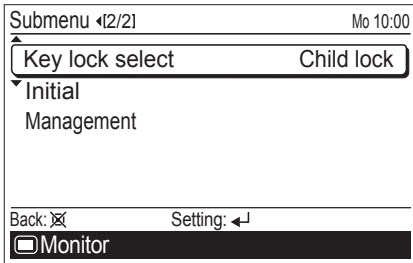 Submenu [2/2] Mo 10:00
Key lock select Child lock
Initial
Management
Back: Setting:
Monitor